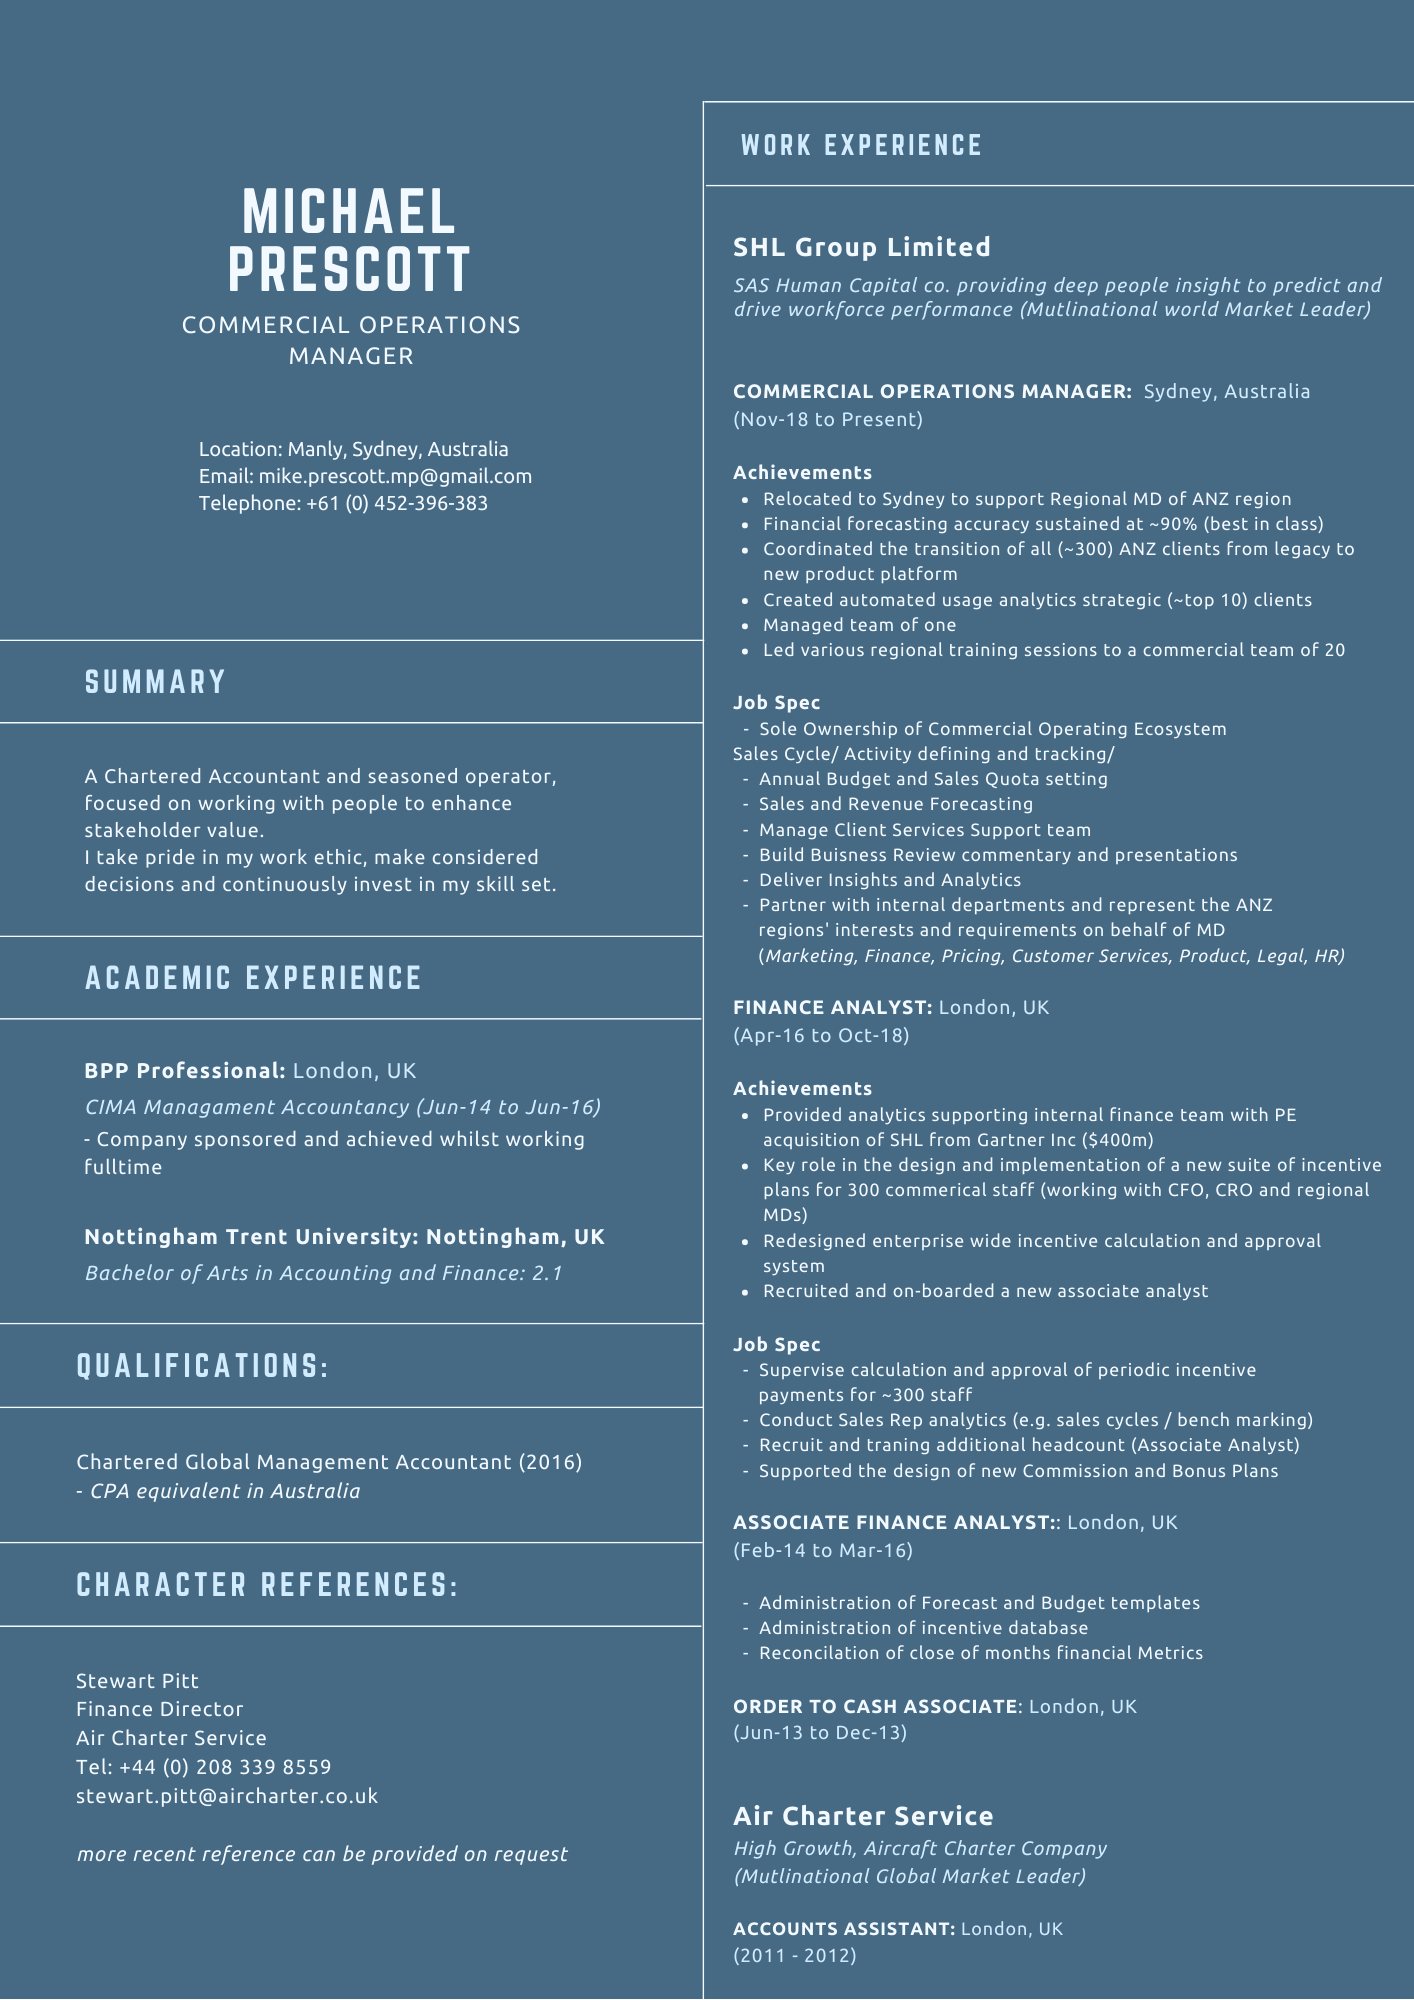 MICHAEL
PRESCOTT
COMMERCIAL OPERATIONS
MANAGER
Location: Manly, Sydney, Australia
Email: mike.prescott.mp@gmail.com
Telephone: +61 (0) 452-396-383
SUMMARY
A Chartered Accountant and seasoned operator,
focused on working with people to enhance
stakeholder value.
I take pride in my work ethic, make considered
decisions and continuously invest in my skill set.
ACADEMIC EXPERIENCE
BPP Professional: London, UK
CIMA Managament Accountancy (Jun-14 to Jun-16)
- Company sponsored and achieved whilst working
fulltime
Nottingham Trent University: Nottingham, UK
Bachelor of Arts in Accounting and Finance: 2.1
QUALIFICATIONS:
Chartered Global Management Accountant (2016)
- CPA equivalent in Australia
CHARACTER REFERENCES:
Stewart Pitt
Finance Director
Air Charter Service
Tel: +44 (0) 208 339 8559
stewart.pitt@aircharter.co.uk
more recent reference can be provided on request
WORK EXPERIENCE
SHL Group Limited
SAS Human Capital co. providing deep people insight to predict and
drive workforce performance (Mutlinational world Market Leader)
COMMERCIAL OPERATIONS MANAGER: Sydney, Australia
(Nov-18 to Present)
Achievements
• Relocated to Sydney to support Regional MD of ANZ region
• Financial forecasting accuracy sustained at ~90% (best in class)
• Coordinated the transition of all (~300) ANZ clients from legacy to
new product platform
• Created automated usage analytics strategic (~top 10) clients
• Managed team of one
• Led various regional training sessions to a commercial team of 20
Job Spec
- Sole Ownership of Commercial Operating Ecosystem
Sales Cycle/ Activity defining and tracking/
- Annual Budget and Sales Quota setting
- Sales and Revenue Forecasting
- Manage Client Services Support team
- Build Buisness Review commentary and presentations
- Deliver Insights and Analytics
- Partner with internal departments and represent the ANZ
regions' interests and requirements on behalf of MD
(Marketing, Finance, Pricing, Customer Services, Product, Legal, HR)
FINANCE ANALYST: London, UK
(Apr-16 to Oct-18)
Achievements
• Provided analytics supporting internal finance team with PE
acquisition of SHL from Gartner Inc ($400m)
• Key role in the design and implementation of a new suite of incentive
plans for 300 commerical staff (working with CFO, CRO and regional
MDs)
• Redesigned enterprise wide incentive calculation and approval
system
• Recruited and on-boarded a new associate analyst
Job Spec
- Supervise calculation and approval of periodic incentive
payments for ~300 staff
- Conduct Sales Rep analytics (e.g. sales cycles / bench marking)
- Recruit and traning additional headcount (Associate Analyst)
- Supported the design of new Commission and Bonus Plans
ASSOCIATE FINANCE ANALYST:: London, UK
(Feb-14 to Mar-16)
- Administration of Forecast and Budget templates
- Administration of incentive database
- Reconcilation of close of months financial Metrics
ORDER TO CASH ASSOCIATE: London, UK
(Jun-13 to Dec-13)
Air Charter Service
High Growth, Aircraft Charter Company
(Mutlinational Global Market Leader)
ACCOUNTS ASSISTANT: London, UK
(2011 - 2012)